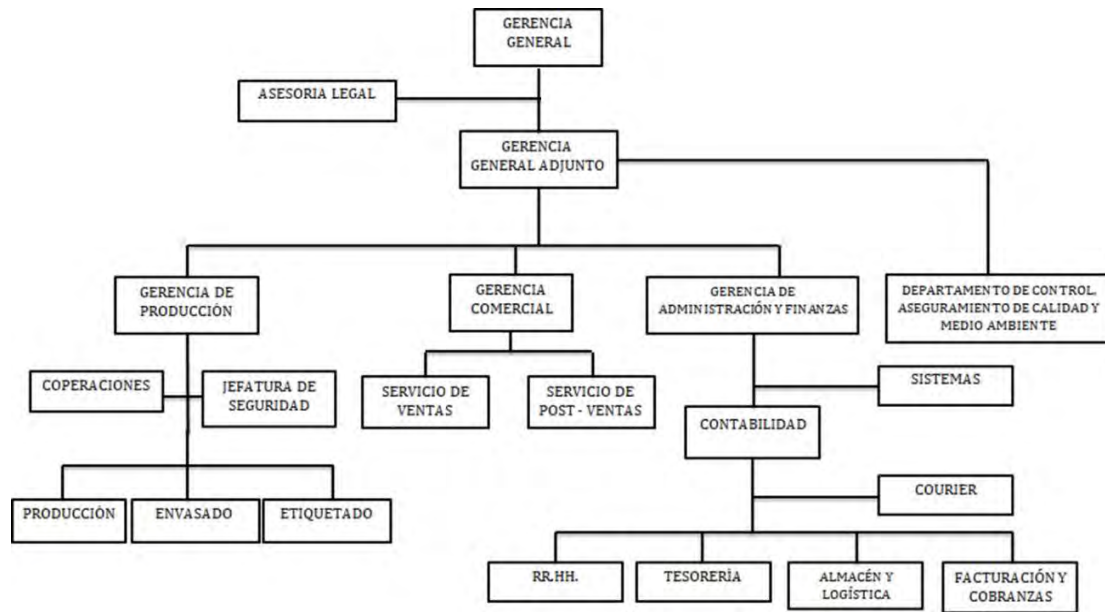 GERENCIA
GENERAL
ASESORIA LEGAL
GERENCIA
GENERAL ADJUNTO
GERENCIA DE
PRODUCCIÓN
GERENCIA
COMERCIAL
GERENCIA DE
ADMINISTRACIÓN Y FINANZAS
DEPARTAMENTO DE CONTROL,
ASEGURAMIENTO DE CALIDAD Y
MEDIO AMBIENTE
COPERACIONES
JEFATURA DE
SEGURIDAD
SERVICIO DE
VENTAS
SERVICIO DE
POST - VENTAS
SISTEMAS
CONTABILIDAD
COURIER
PRODUCCIÓN
ENVASADO
ETIQUETADO
RR.HH.
TESORERÌA
ALMACÉN Y
LOGÍSTICA
FACTURACIÓN Y
COBRANZAS